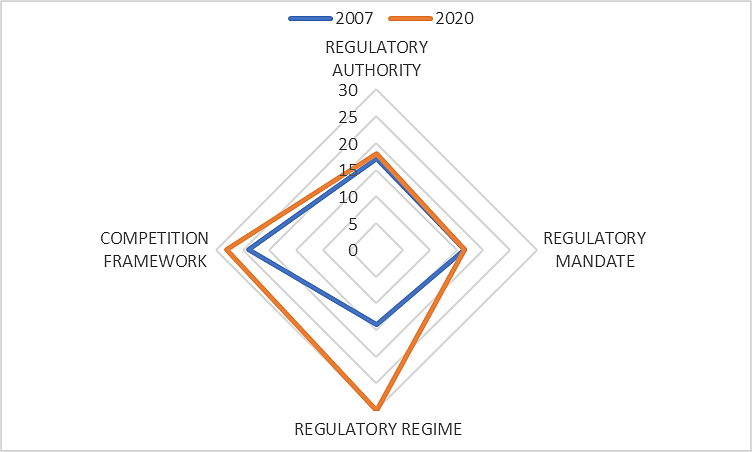 2007 2020
REGULATORY
AUTHORITY
30
25
20
15
10
5
0
COMPETITION
FRAMEWORK
REGULATORY
MANDATE
REGULATORY REGIME